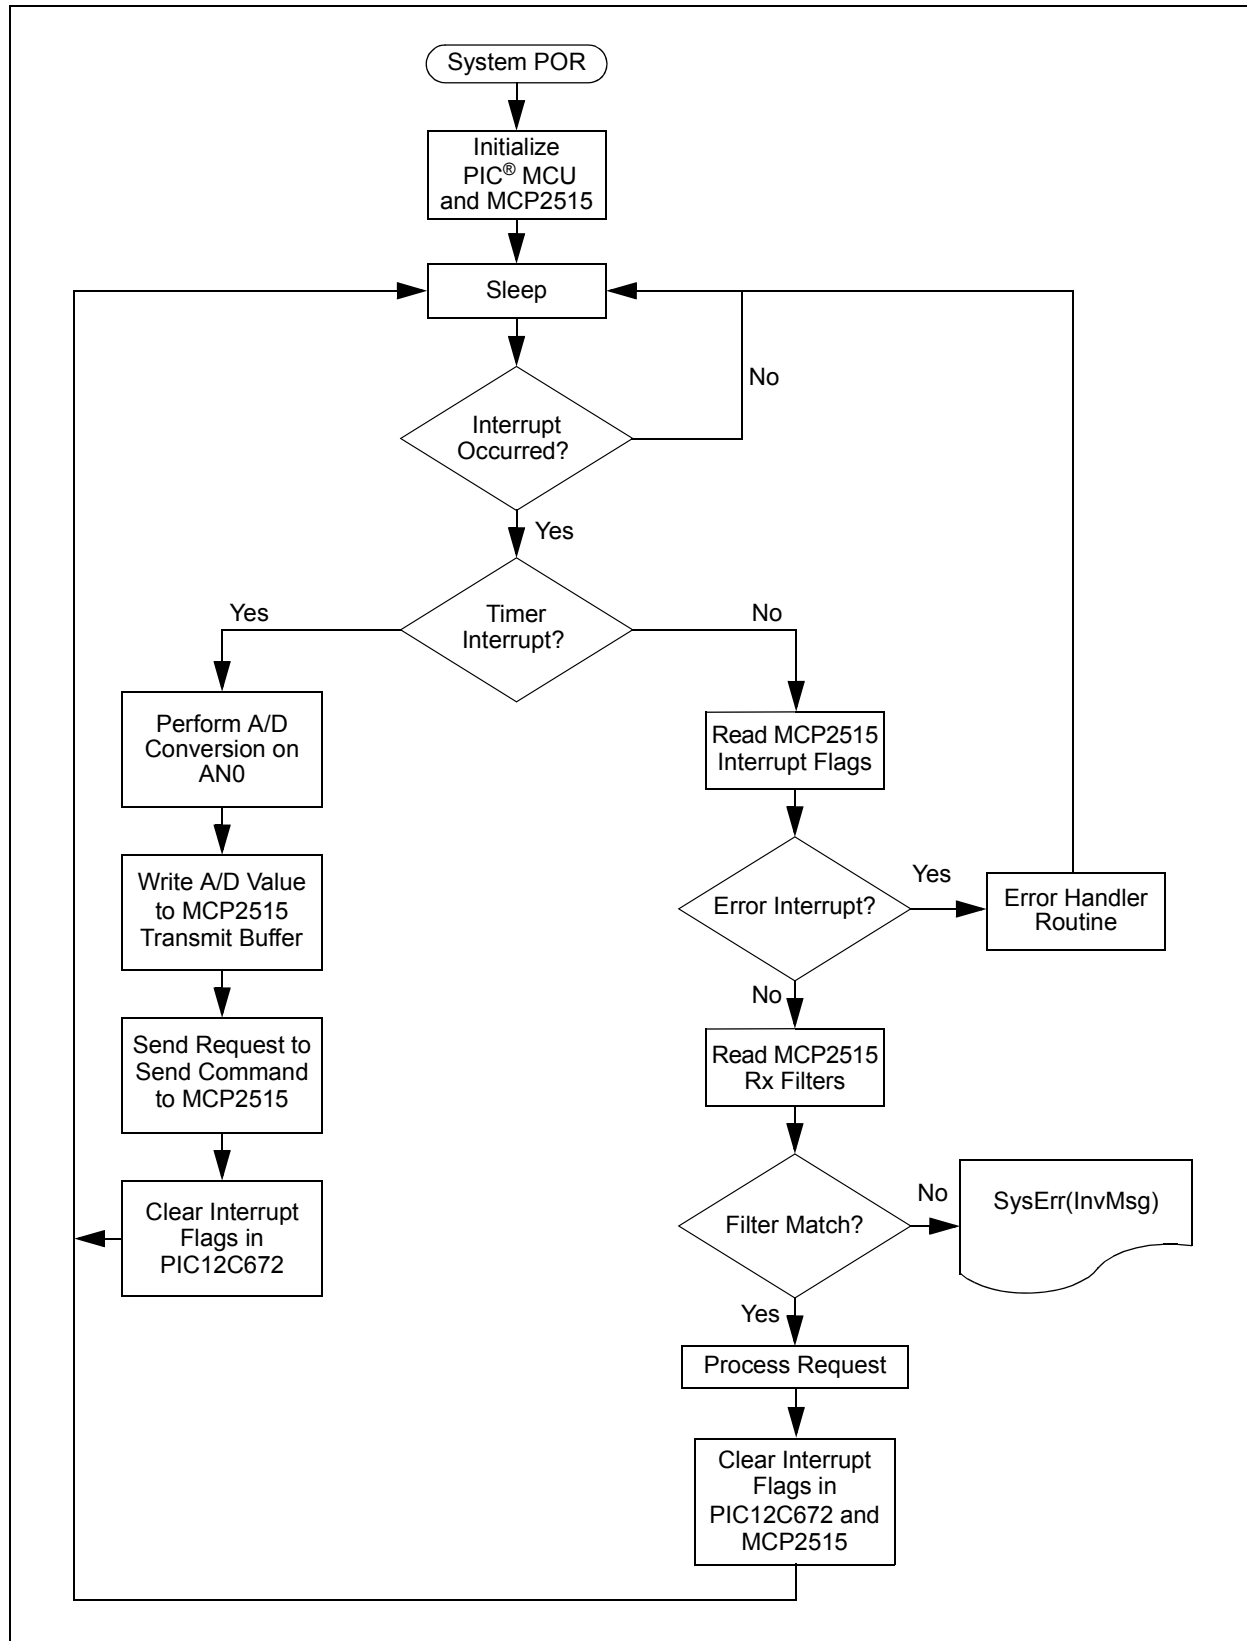 System POR
Initialize
PIC® MCU
and MCP2515
Sleep
No
Interrupt
Occurred?
Yes
Timer
Interrupt?
Yes
No
Perform A/D
Conversion on
AN0
Write A/D Value
to MCP2515
Transmit Buffer
Send Request to
Send Command
to MCP2515
Clear Interrupt
Flags in
PIC12C672
Read MCP2515
Interrupt Flags
Error Interrupt?
Yes
Error Handler
Routine
No
Read MCP2515
Rx Filters
Filter Match?
No
SysErr(InvMsg)
Yes
Process Request
Clear Interrupt
Flags in
PIC12C672 and
MCP2515